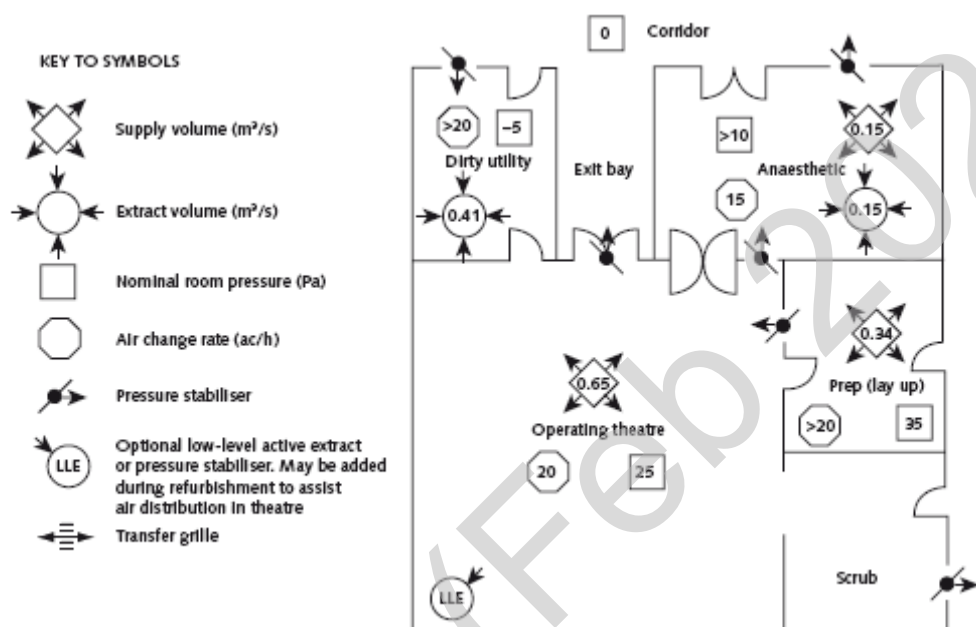 KEY TO SYMBOLS
Supply volume (m³/s)
Extract volume (m³/s)
Nominal room pressure (Pa)
Air change rate (ac/h)
Pressure stabiliser
LLE
Optional low-level active extract
or pressure stabiliser. May be added
during refurbishment to assist
air distribution in theatre
Transfer grille
0
Corridor
>20
−5
Dirty utility
0.41
Exit bay
>10
0.15
Anaesthetic
15
0.15
0.34
Prep (lay up)
>20
35
0.65
Operating theatre
20
25
Scrub
LLE